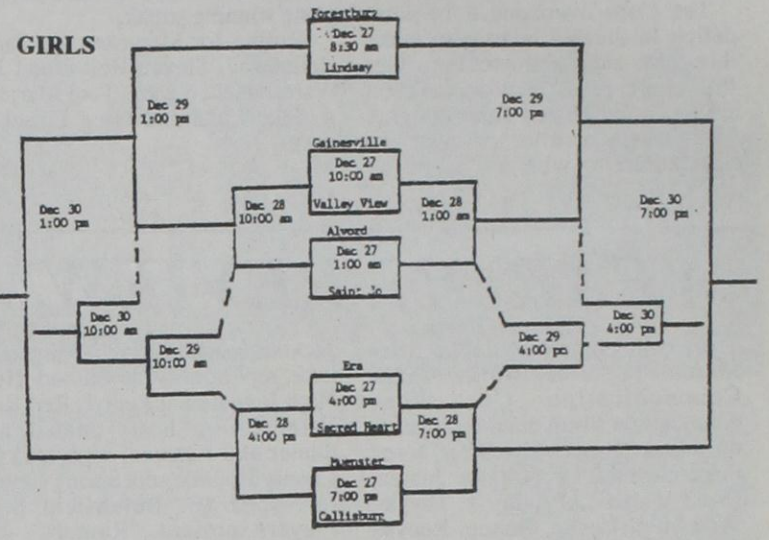 GIRLS
Forestburg
Dec 27
8:30 am
Lindsay
Dec 29
1:00 pm
Dec 29
7:00 pm
Gainesville
Dec 27
10:00 am
Valley View
Dec 28
10:00 am
Dec 28
1:00 am
Dec 30
1:00 pm
Dec 30
7:00 pm
Alvord
Dec 27
1:00 am
Saint Jo
Dec 30
10:00 am
Dec 29
10:00 am
Dec 29
4:00 pm
Dec 30
4:00 pm
Era
Dec 27
4:00 pm
Sacred Heart
Dec 28
4:00 pm
Dec 28
7:00 pm
Muenster
Dec 27
7:00 pm
Callisburg